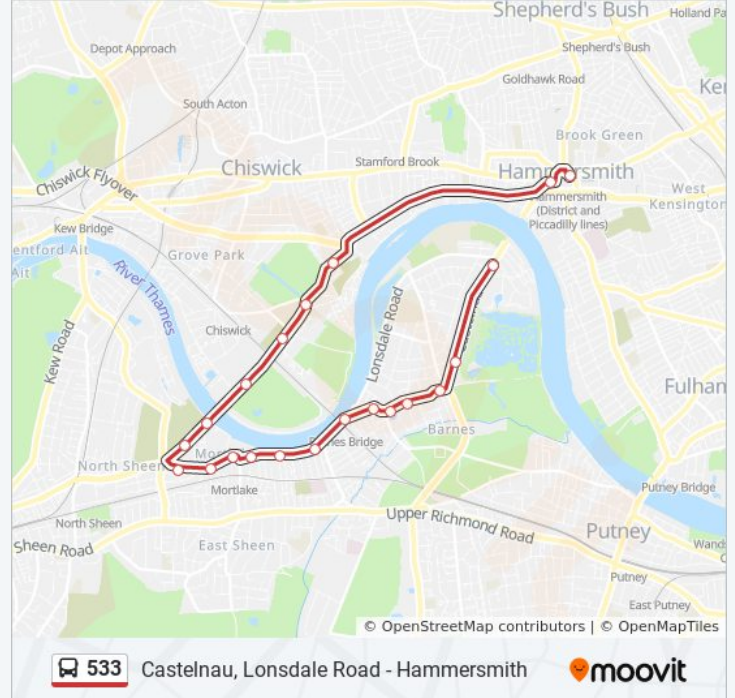 Shepherd's Bush
Holland Pa
Depot Approach
Shepherd's Bush
Goldhawk Road
Ke
South Acton
Brook Green
Chiswick
Stamford Brook
Hammersmith
Chiswick Flyover
West
Kensington
Hammersmith
(District and
Piccadilly lines)
Kew Bridge
entford Ait
Ait
Grove Park
River Thames
Lonsdale Road
Chiswick
Kew Road
Fulham
Barnes
Barnes Bridge
North Sheen
Mo
Mortlake
Putney Bridge
Upper Richmond Road
North Sheen
Sheen Road
East Sheen
Putney
Wands
Putney
East Putney
© OpenStreetMap contributors | © OpenMapTiles
533 Castelnau, Lonsdale Road - Hammersmith
moovit